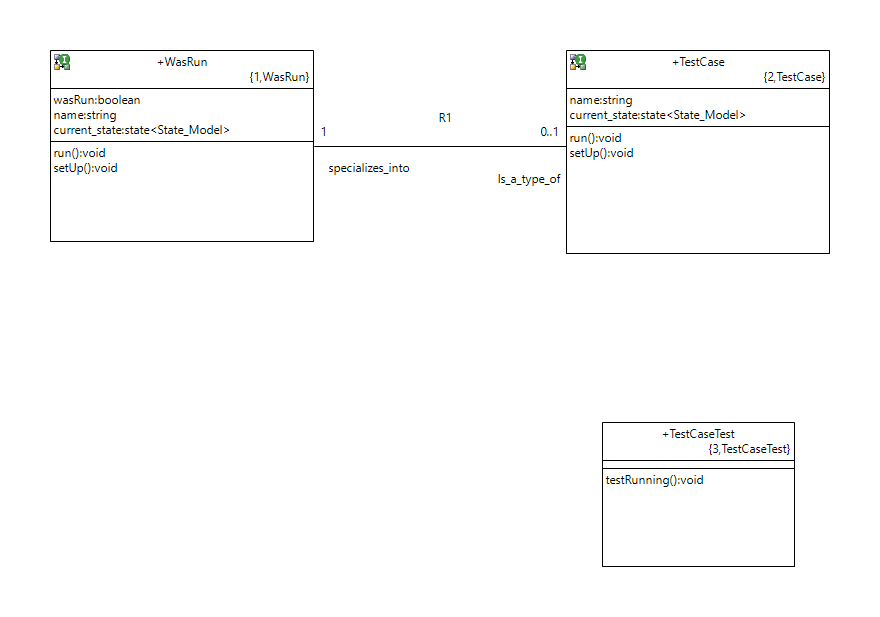 +WasRun
{1,WasRun}
wasRun:boolean
name:string
current_state:state<State_Model>
run():void
setUp():void
R1
1
0..1
specializes_into
Is_a_type_of
+TestCase
{2,TestCase}
name:string
current_state:state<State_Model>
run():void
setUp():void
+TestCaseTest
{3,TestCaseTest}
testRunning():void